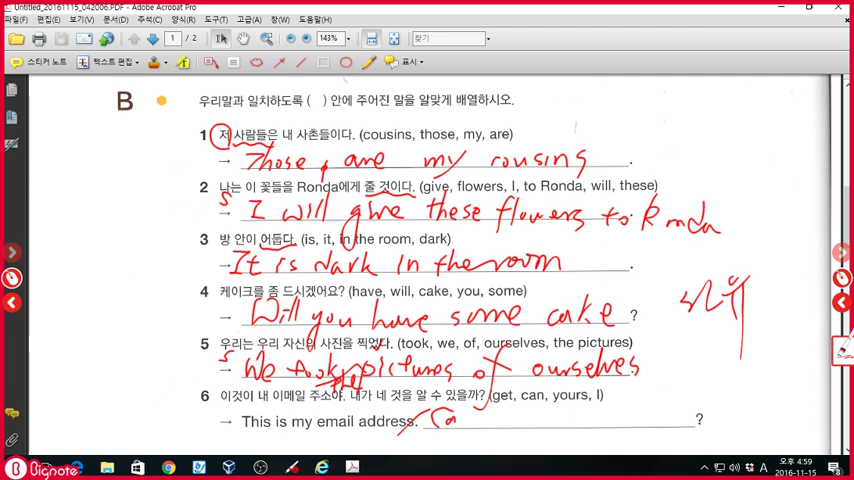 Untitled_20161115_042006.PDF - Adobe Acrobat Pro
파일(F) 편집(E) 보기(V) 문서(D) 주석(C) 양식(R) 도구(T) 고급(A) 창(W) 도움말(H)
1 / 2 143% 찾기
스티커 노트 텍스트 편집 표시
B 우리말과 일치하도록 ( ) 안에 주어진 말을 알맞게 배열하시오.
1 저 사람들은 내 사촌들이다. (cousins, those, my, are)
→ Those are my cousins .
2 나는 이 꽃들을 Ronda에게 줄 것이다. (give, flowers, I, to Ronda, will, these)
S → I will give these flowers to Ronda .
3 방 안이 어둡다. (is, it, in the room, dark)
→ It is dark in the room .
4 케이크를 좀 드시겠어요? (have, will, cake, you, some)
→ Will you have some cake ?
5 우리는 우리 자신의 사진을 찍었다. (took, we, of, ourselves, the pictures)
S → We took pictures of ourselves .
the
6 이것이 내 이메일 주소야. 내가 네 것을 알 수 있을까? (get, can, yours, I)
→ This is my email address. Ca ?
Bignote
A 오후 4:59
2016-11-15